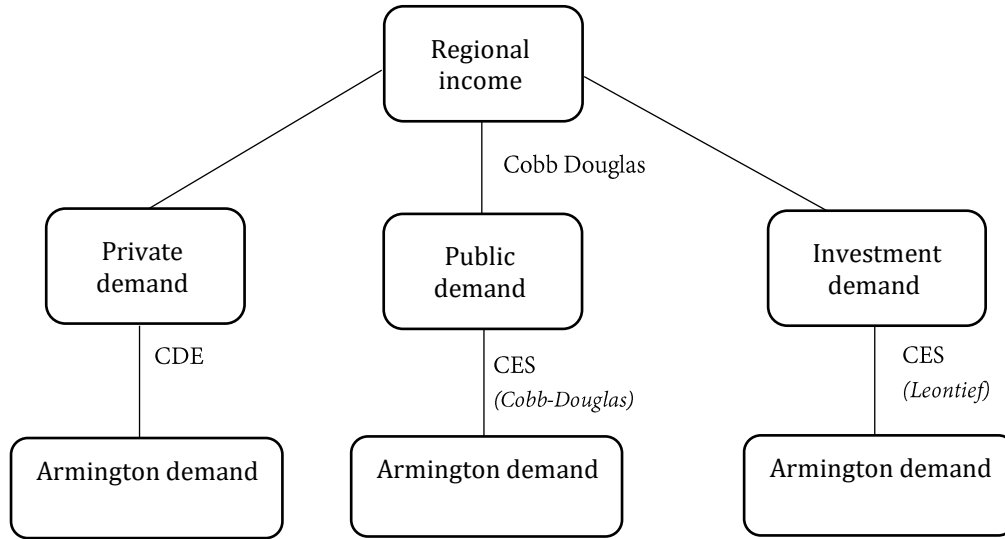 Regional
income
Cobb Douglas
Private
demand
Public
demand
Investment
demand
CDE
CES
(Cobb-Douglas)
CES
(Leontief)
Armington demand
Armington demand
Armington demand